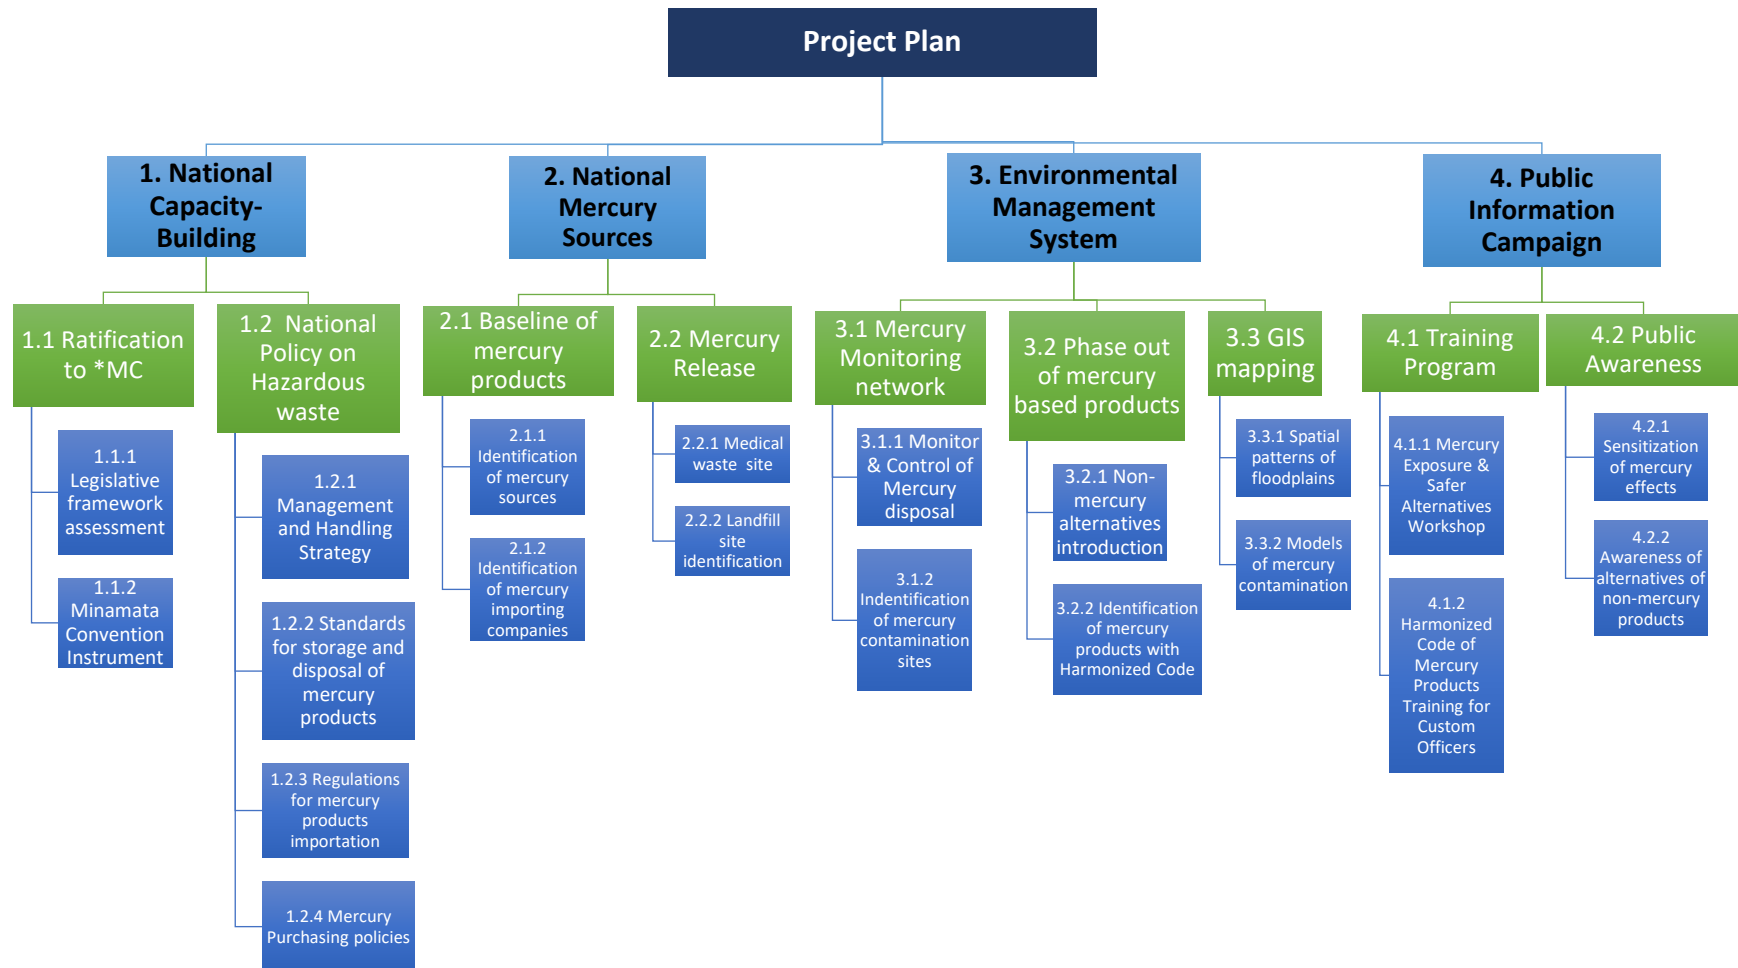 Project Plan
1. National
Capacity-
Building
2. National
Mercury
Sources
3. Environmental
Management
System
4. Public
Information
Campaign
1.1 Ratification
to *MC
1.2 National
Policy on
Hazardous
waste
2.1 Baseline of
mercury
products
2.2 Mercury
Release
3.1 Mercury
Monitoring
network
3.2 Phase out
of mercury
based products
3.3 GIS
mapping
4.1 Training
Program
4.2 Public
Awareness
1.1.1
Legislative
framework
assessment
1.1.2
Minamata
Convention
Instrument
1.2.1
Management
and Handling
Strategy
1.2.2 Standards
for storage and
disposal of
mercury
products
1.2.3 Regulations
for mercury
products
importation
1.2.4 Mercury
Purchasing policies
2.1.1
Identification
of mercury
sources
2.1.2
Identification
of mercury
importing
companies
2.2.1 Medical
waste site
2.2.2 Landfill
site
identification
3.1.1 Monitor
& Control of
Mercury
disposal
3.1.2
Indentification
of mercury
contamination
sites
3.2.1 Non-
mercury
alternatives
introduction
3.2.2 Identification
of mercury
products with
Harmonized Code
3.3.1 Spatial
patterns of
floodplains
3.3.2 Models
of mercury
contamination
4.1.1 Mercury
Exposure &
Safer
Alternatives
Workshop
4.1.2
Harmonized
Code of
Mercury
Products
Training for
Custom
Officers
4.2.1
Sensitization
of mercury
effects
4.2.2
Awareness of
alternatives of
non-mercury
products